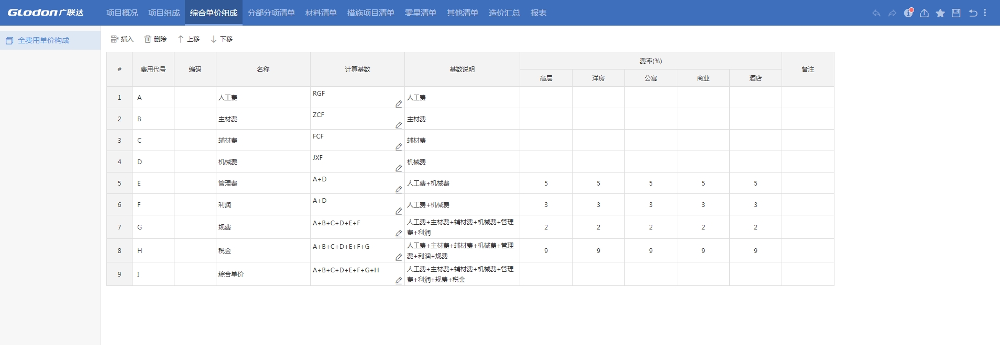 GLodon广联达 项目概况 项目组成 综合单价组成 分部分项清单 材料清单 措施项目清单 零星清单 其他清单 造价汇总 报表
全费用单价构成
插入 删除 上移 下移
# 费用代号 编码 名称 计算基数 基数说明 费率(%) 备注
高层 洋房 公寓 商业 酒店
1 A 人工费 RGF 人工费
2 B 主材费 ZCF 主材费
3 C 辅材费 FCF 辅材费
4 D 机械费 JXF 机械费
5 E 管理费 A+D 人工费+机械费 5 5 5 5 5
6 F 利润 A+D 人工费+机械费 3 3 3 3 3
7 G 规费 A+B+C+D+E+F 人工费+主材费+辅材费+机械费+管理
费+利润 2 2 2 2 2
8 H 税金 A+B+C+D+E+F+G 人工费+主材费+辅材费+机械费+管理
费+利润+规费 9 9 9 9 9
9 I 综合单价 A+B+C+D+E+F+G+H 人工费+主材费+辅材费+机械费+管理
费+利润+规费+税金